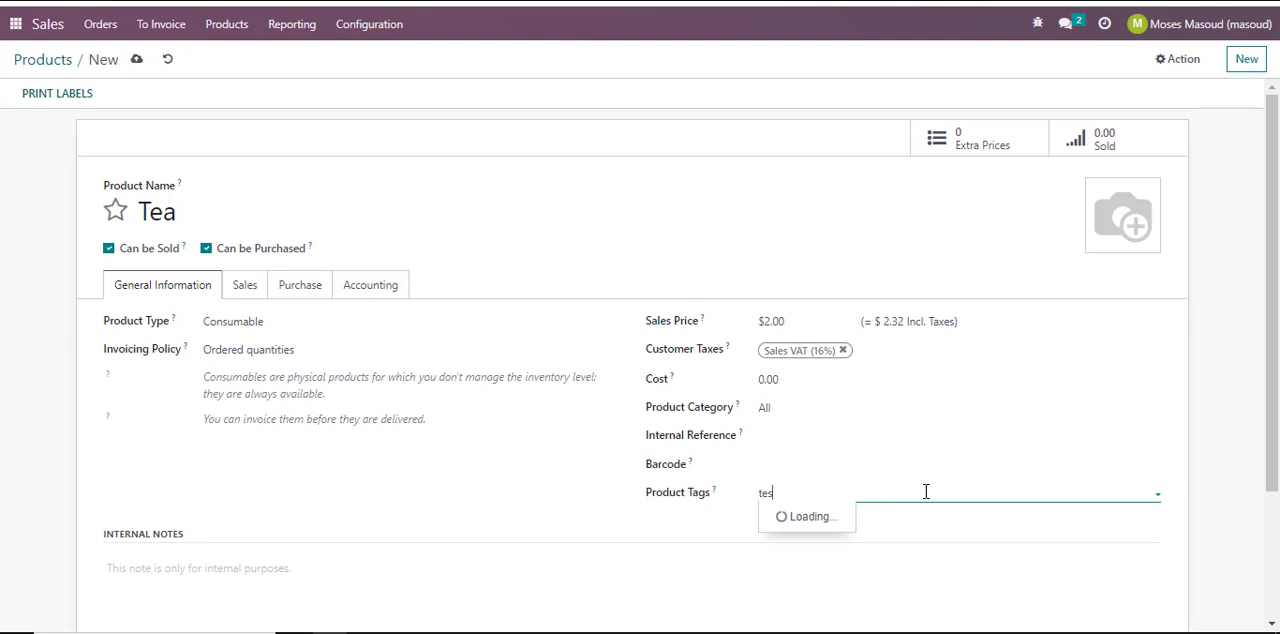 Sales Orders To Invoice Products Reporting Configuration 2 M Moses Masoud (masoud)
Products / New Action New
PRINT LABELS
0 0.00
Extra Prices Sold
Product Name ?
Tea
Can be Sold ? Can be Purchased ?
General Information Sales Purchase Accounting
Product Type ? Consumable Sales Price ? $2.00 (= $ 2.32 Incl. Taxes)
Invoicing Policy ? Ordered quantities Customer Taxes ? Sales VAT (16%) ×
? Consumables are physical products for which you don't manage the inventory level: Cost ? 0.00
they are always available. Product Category ? All
? You can invoice them before they are delivered. Internal Reference ?
Barcode ?
Product Tags ? tes
Loading...
INTERNAL NOTES
This note is only for internal purposes.